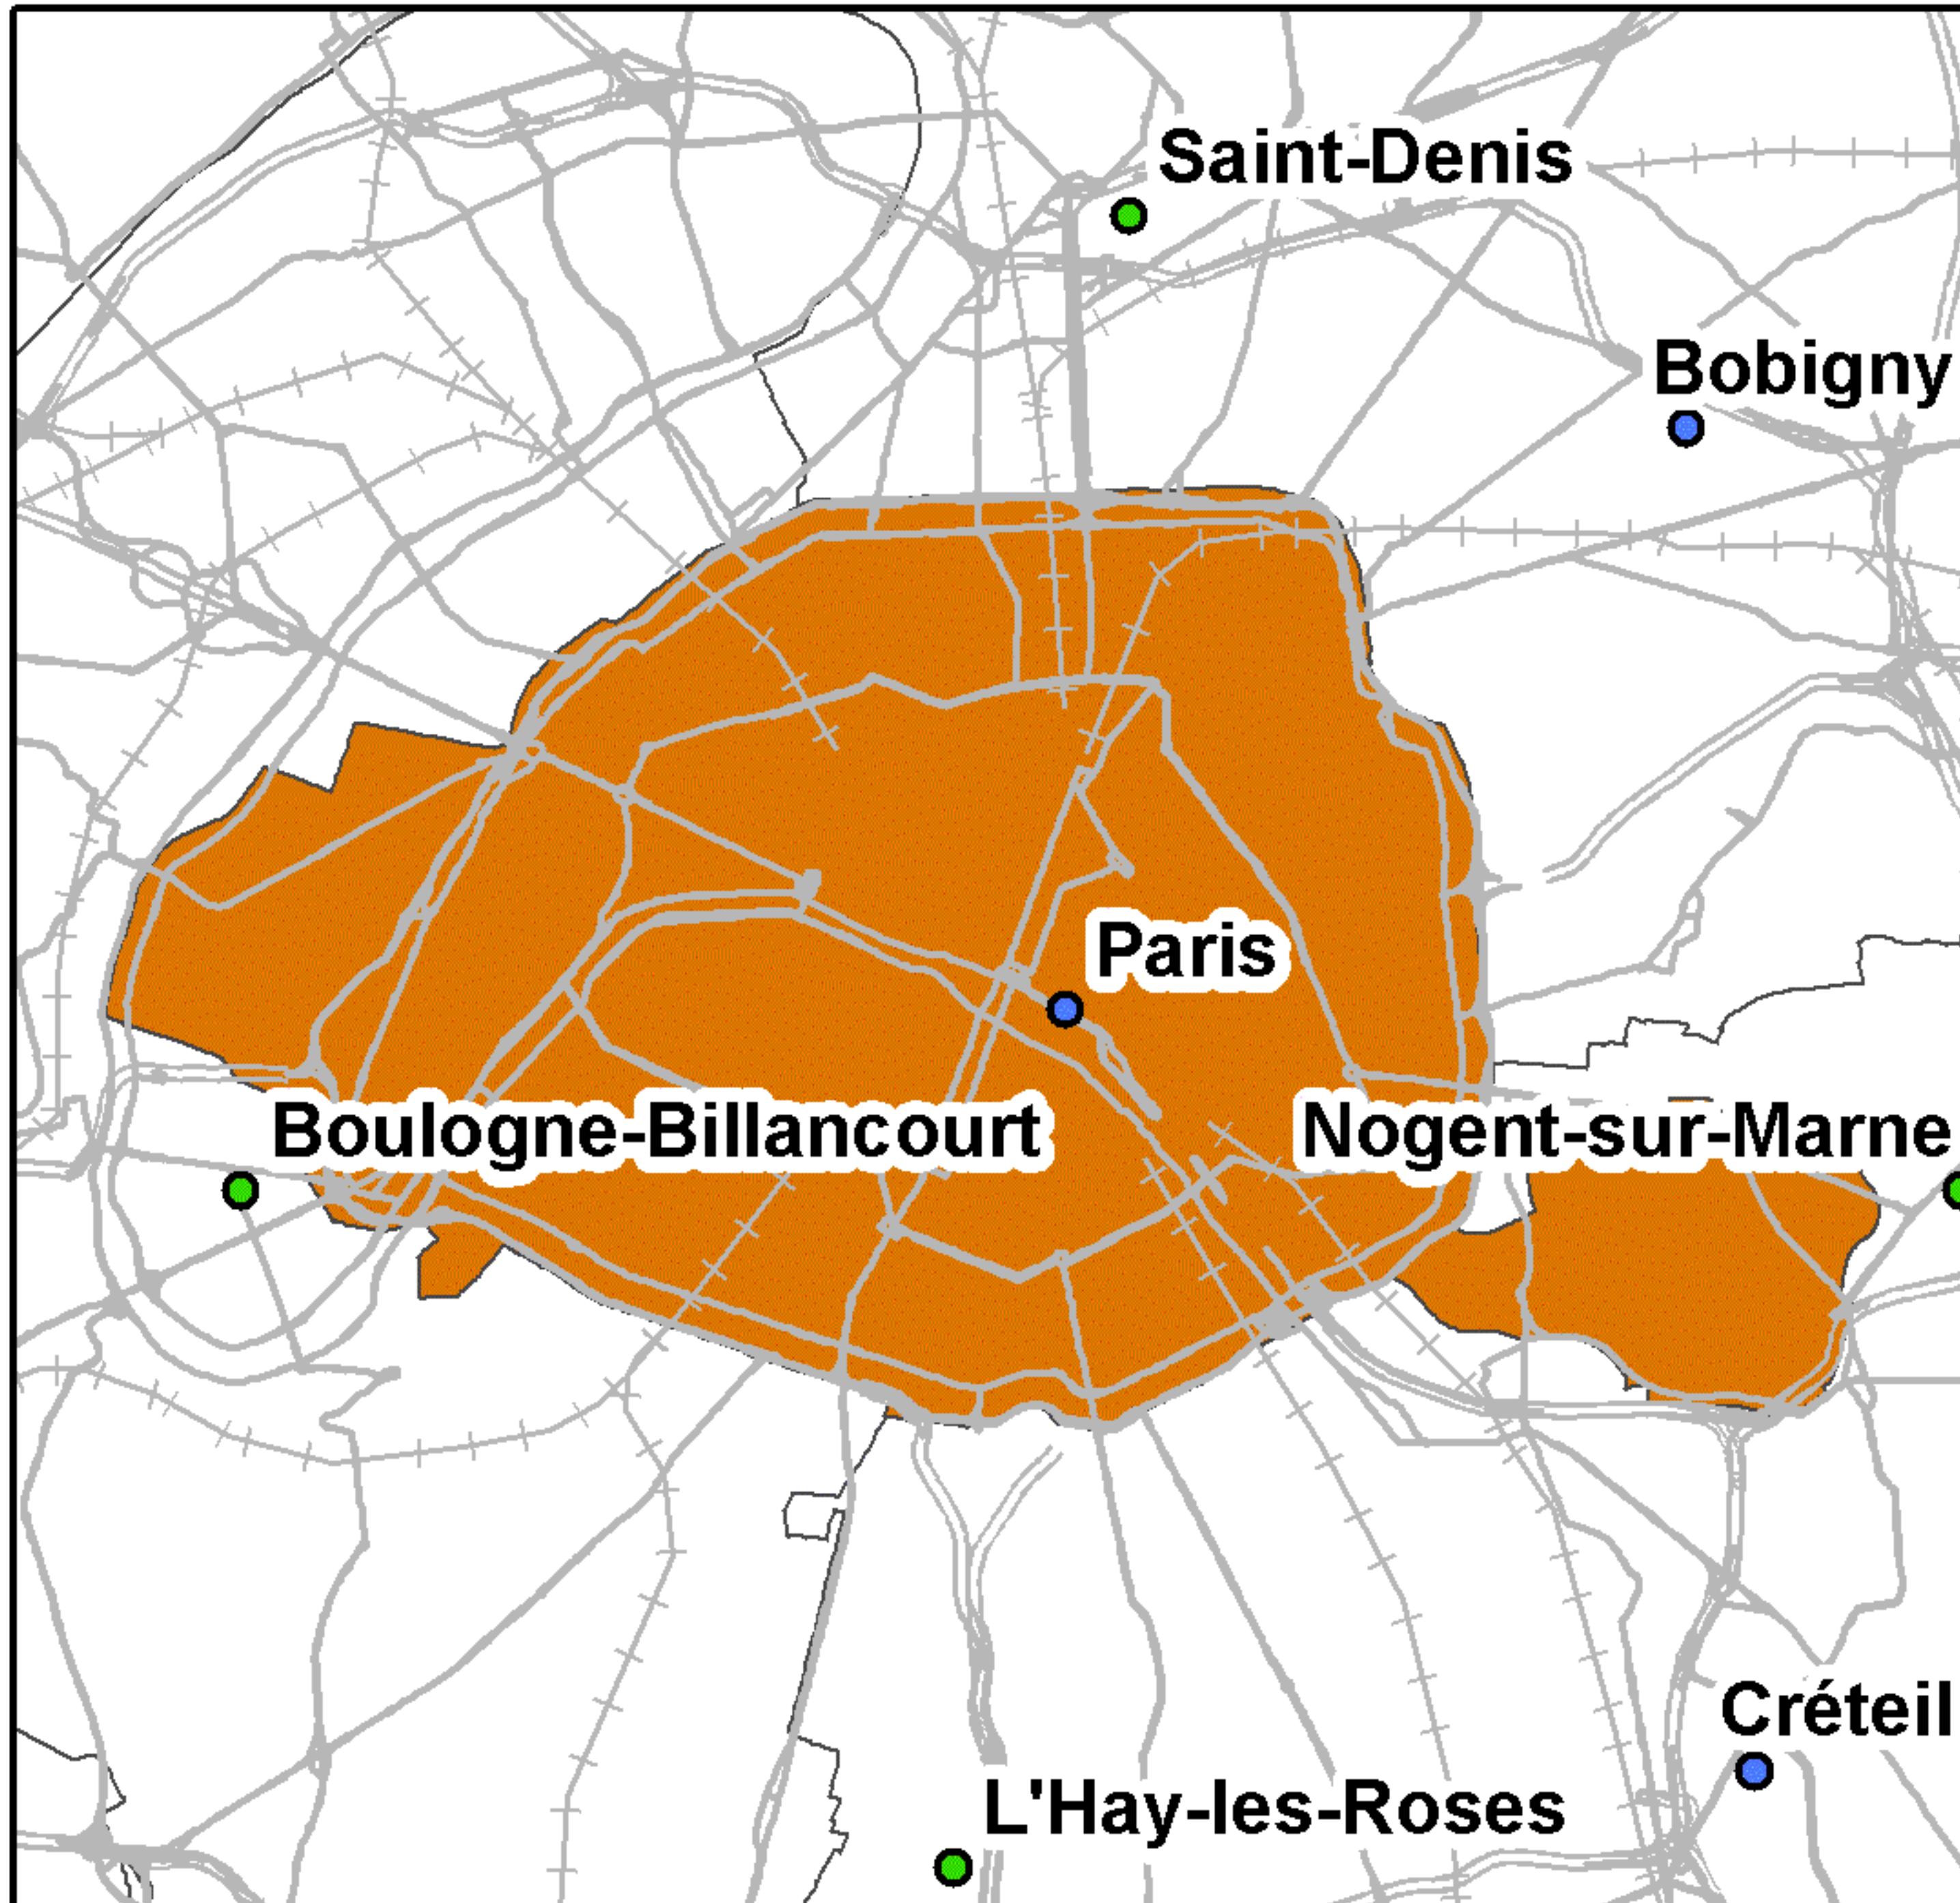 Saint-Denis
Bobigny
Paris
Boulogne-Billancourt
Nogent-sur-Marne
Créteil
L'Hay-les-Roses